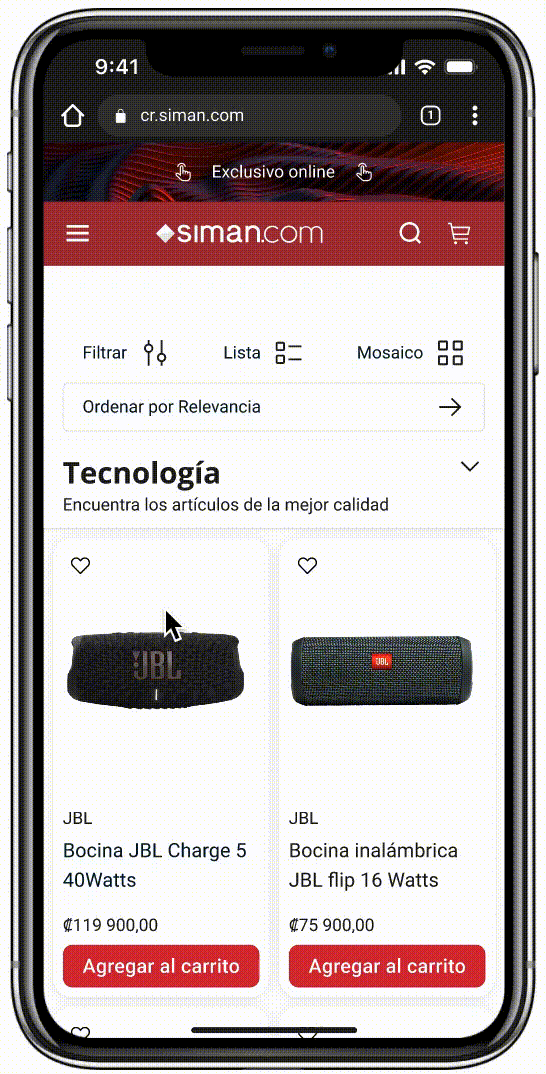 9:41
cr.siman.com
1
Exclusivo online
siman.com
Filtrar
Lista
Mosaico
Ordenar por Relevancia
Tecnología
Encuentra los artículos de la mejor calidad
JBL
JBL
JBL
JBL
Bocina JBL Charge 5
40Watts
Bocina inalámbrica
JBL flip 16 Watts
₡119 900,00
₡75 900,00
Agregar al carrito
Agregar al carrito